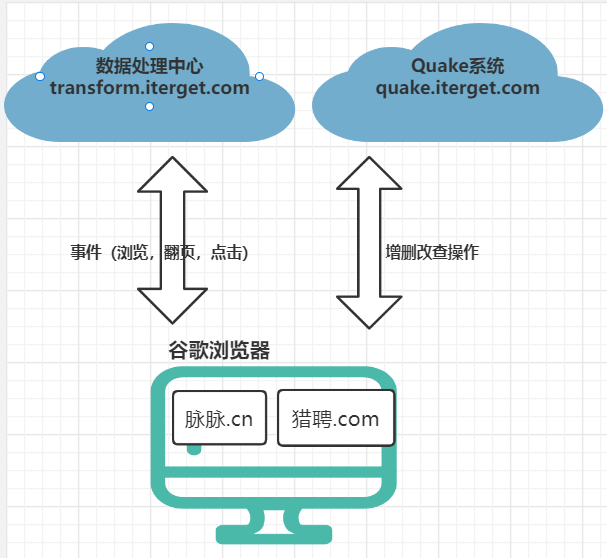 数据处理中心
transform.iterget.com
Quake系统
quake.iterget.com
事件（浏览，翻页，点击）
增删改查操作
谷歌浏览器
脉脉.cn
猎聘.com